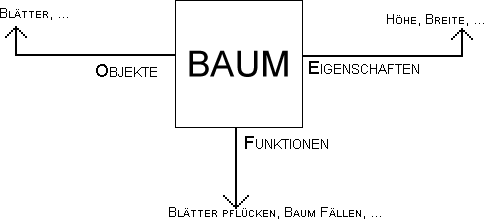 Blätter, ...
Höhe, Breite, ...
BAUM
Objekte
Eigenschaften
Funktionen
Blätter pflücken, Baum Fällen, ...